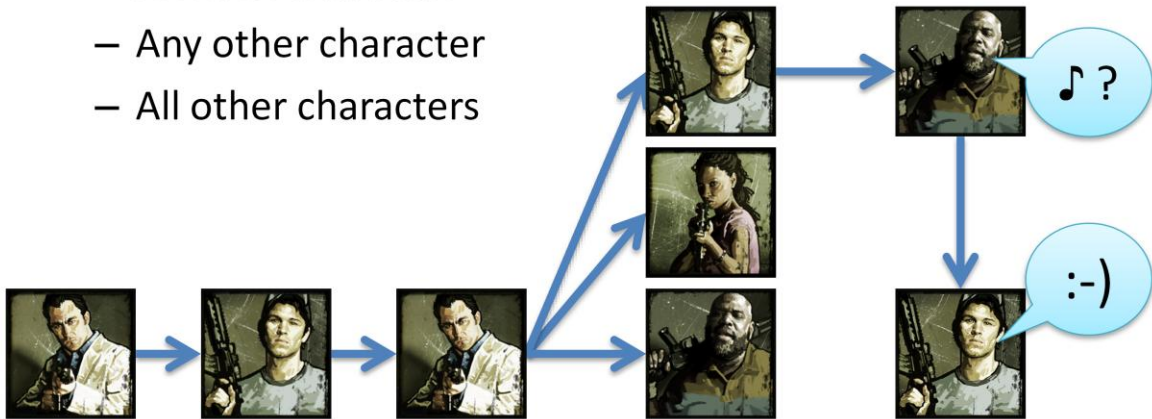 – Any other character
– All other characters
♪ ?
:-)